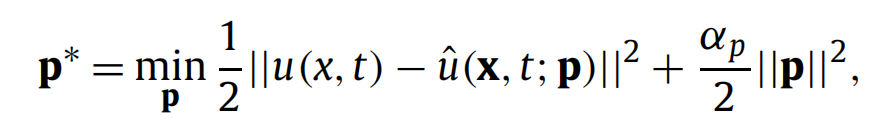 p* = min_p 1/2 ||u(x, t) − û(x, t; p)||² + α_p/2 ||p||²,